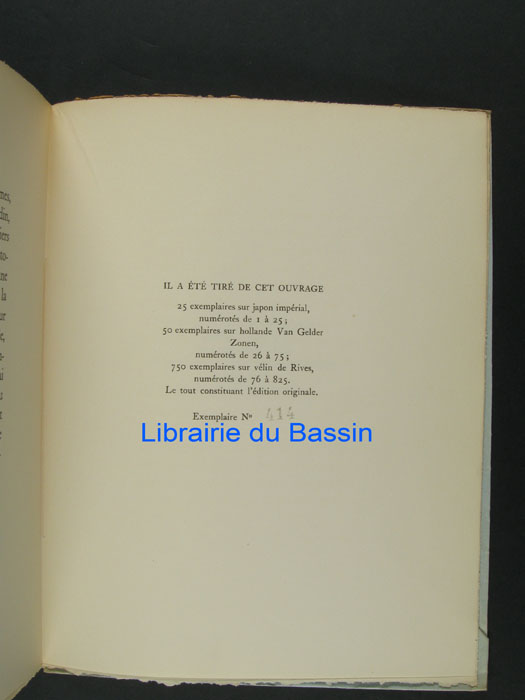 IL A ÉTÉ TIRÉ DE CET OUVRAGE
25 exemplaires sur japon impérial,
numérotés de 1 à 25 ;
50 exemplaires sur hollande Van Gelder
Zonen,
numérotés de 26 à 75 ;
750 exemplaires sur vélin de Rives,
numérotés de 76 à 825.
Le tout constituant l'édition originale.
Exemplaire Nº 414
Librairie du Bassin